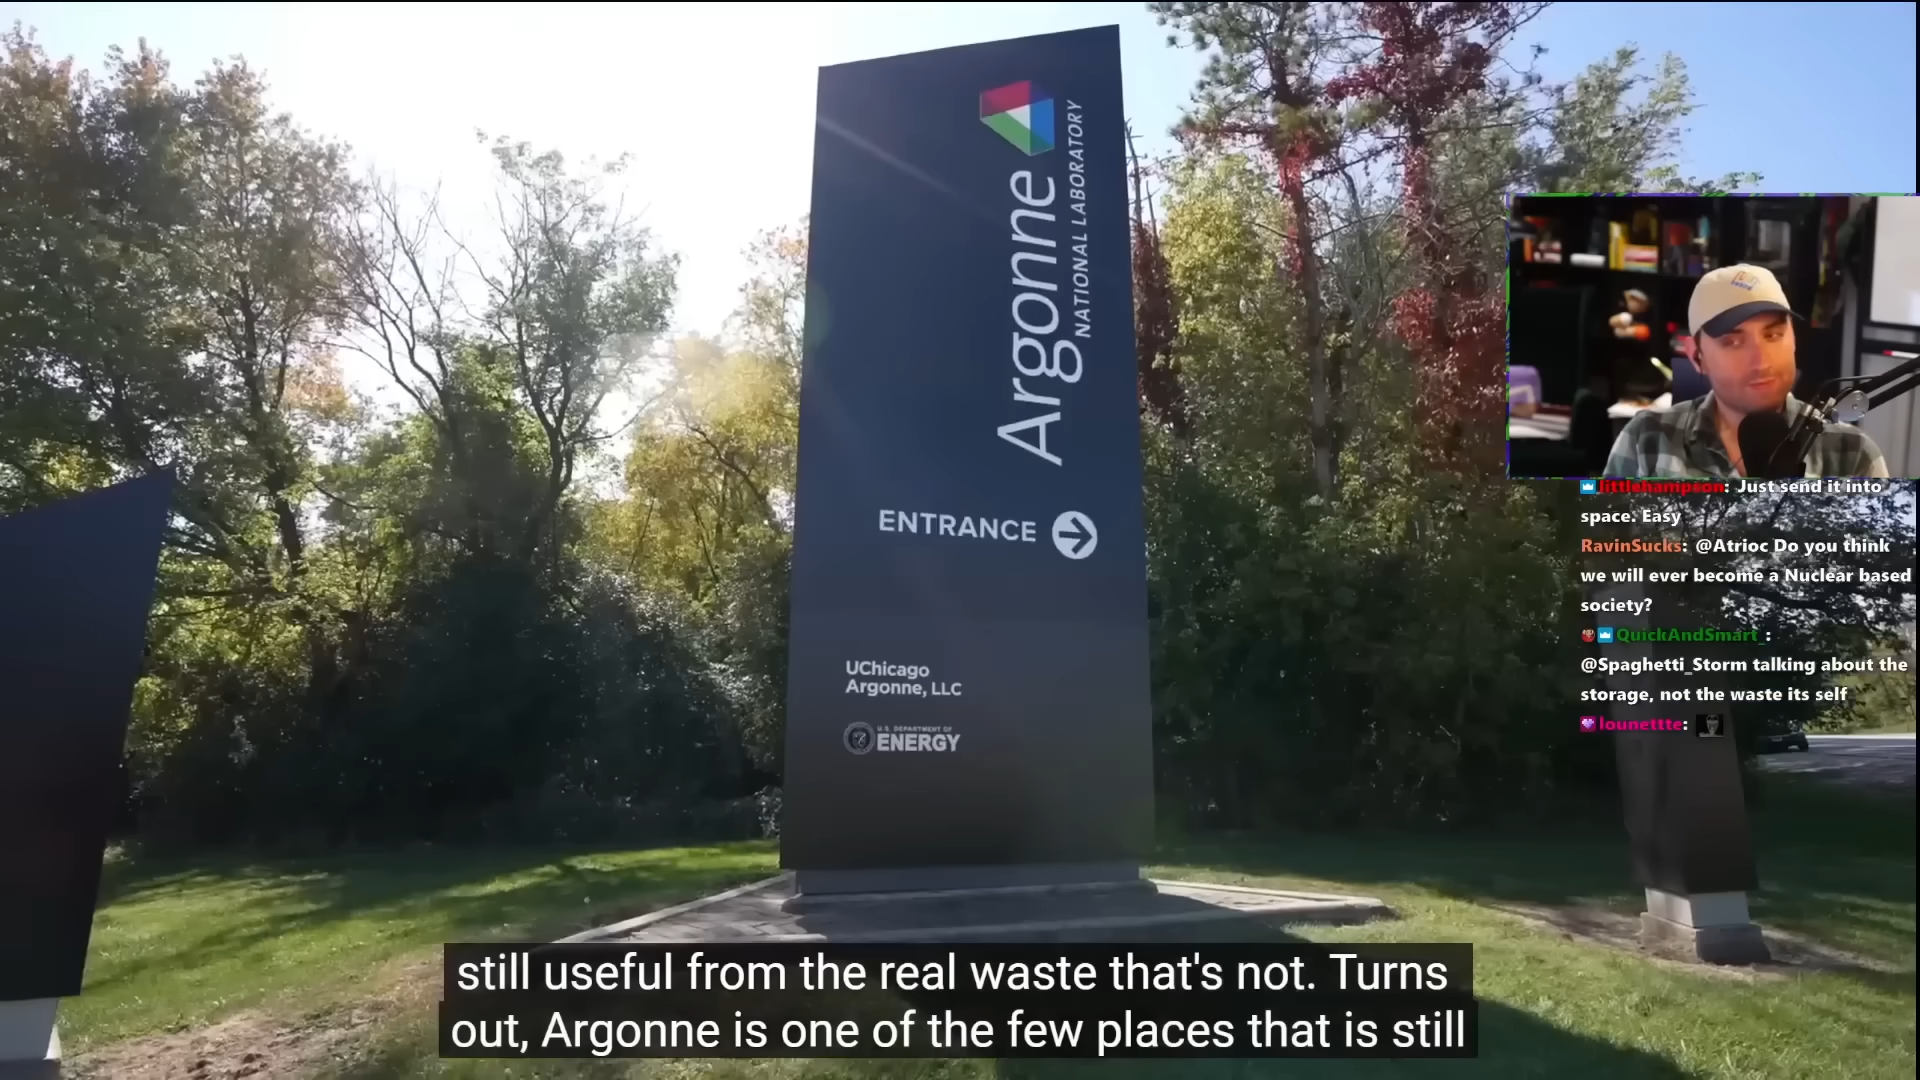 Argonne
NATIONAL LABORATORY
ENTRANCE
UChicago
Argonne, LLC
U.S. DEPARTMENT OF
ENERGY
littlehampton: Just send it into
space. Easy
RavinSucks: @Atrioc Do you think
we will ever become a Nuclear based
society?
QuickAndSmart_:
@Spaghetti_Storm talking about the
storage, not the waste its self
lounettte:
still useful from the real waste that's not. Turns
out, Argonne is one of the few places that is still